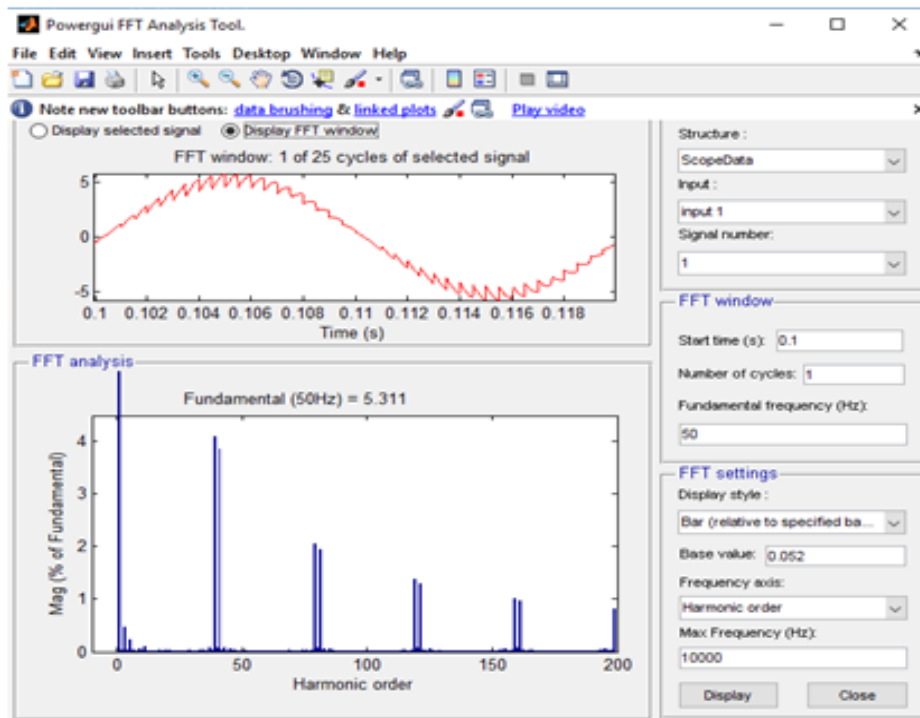 Powergui FFT Analysis Tool.
File Edit View Insert Tools Desktop Window Help
Note new toolbar buttons: data brushing & linked plots Play video
Display selected signal Display FFT window
FFT window: 1 of 25 cycles of selected signal
5
0
-5
0.1 0.102 0.104 0.106 0.108 0.11 0.112 0.114 0.116 0.118
Time (s)
FFT analysis
Fundamental (50Hz) = 5.311
Mag (% of Fundamental)
4
3
2
1
0
0 50 100 150 200
Harmonic order
Structure :
ScopeData
Input :
input 1
Signal number:
1
FFT window
Start time (s): 0.1
Number of cycles: 1
Fundamental frequency (Hz):
50
FFT settings
Display style :
Bar (relative to specified ba...
Base value: 0.052
Frequency axis:
Harmonic order
Max Frequency (Hz):
10000
Display Close